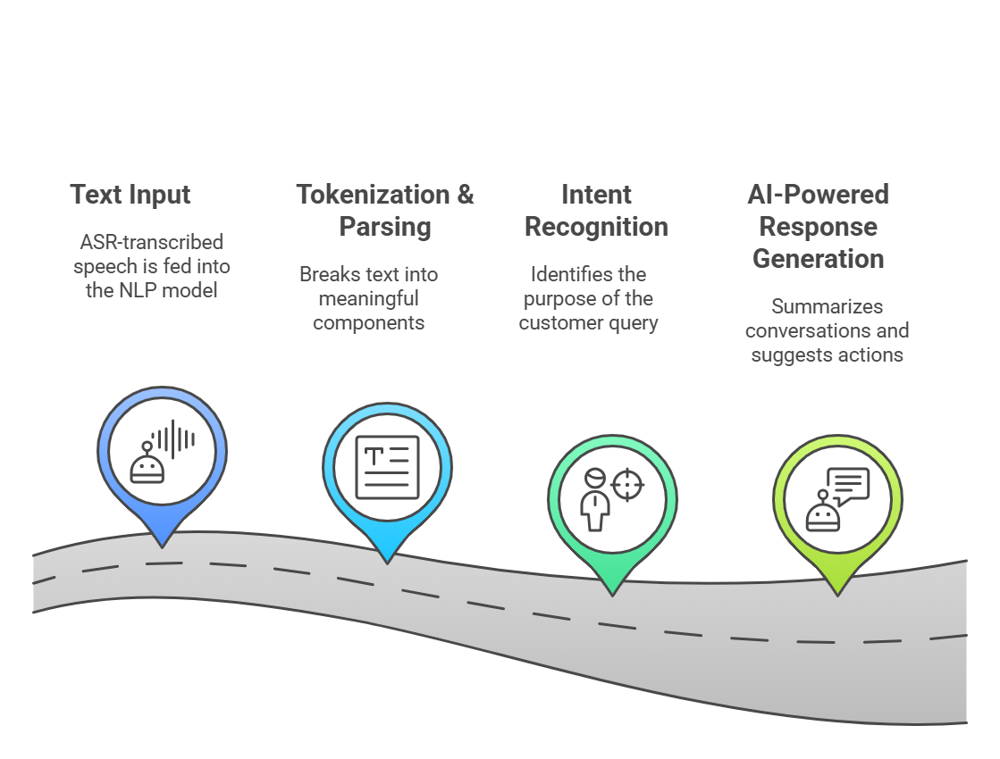 Text Input
ASR-transcribed
speech is fed into
the NLP model
Tokenization &
Parsing
Breaks text into
meaningful
components
Intent
Recognition
Identifies the
purpose of the
customer query
AI-Powered
Response
Generation
Summarizes
conversations and
suggests actions